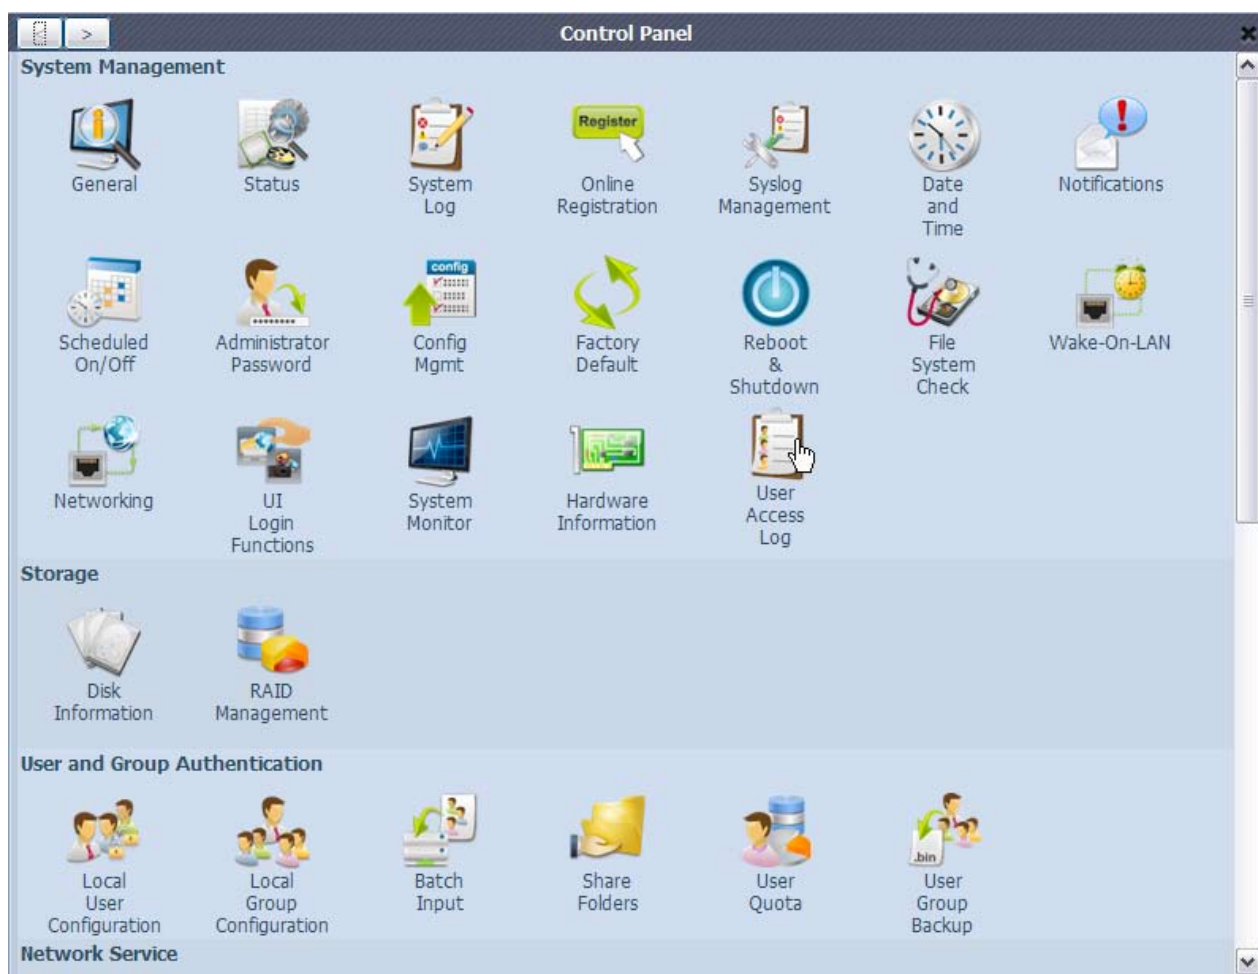 Control Panel
>
System Management
Register
General
Status
System
Log
Online
Registration
Syslog
Management
Date
and
Time
Notifications
config
Scheduled
On/Off
Administrator
Password
Config
Mgmt
Factory
Default
Reboot
&
Shutdown
File
System
Check
Wake-On-LAN
Networking
UI
Login
Functions
System
Monitor
Hardware
Information
User
Access
Log
Storage
Disk
Information
RAID
Management
User and Group Authentication
.bin
Local
User
Configuration
Local
Group
Configuration
Batch
Input
Share
Folders
User
Quota
User
Group
Backup
Network Service